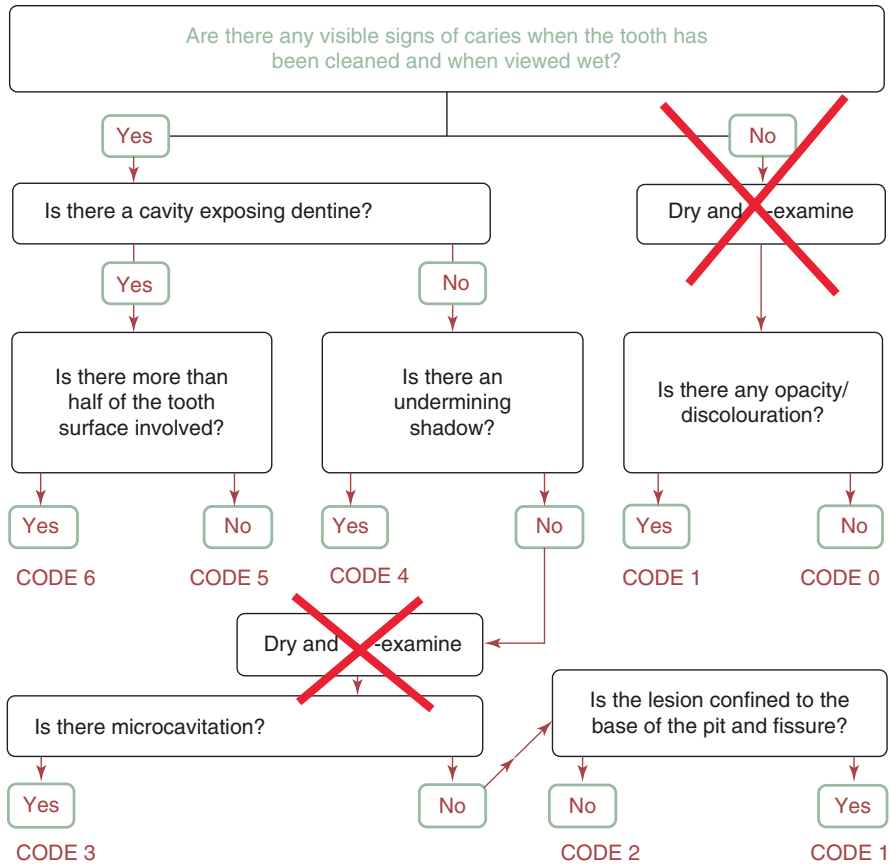 Are there any visible signs of caries when the tooth has
been cleaned and when viewed wet?
Yes
No
Is there a cavity exposing dentine?
Dry and -examine
Yes
No
Is there more than
half of the tooth
surface involved?
Is there an
undermining
shadow?
Is there any opacity/
discolouration?
Yes
No
Yes
No
Yes
No
CODE 6
CODE 5
CODE 4
CODE 1
CODE 0
Dry and -examine
Is there microcavitation?
Is the lesion confined to the
base of the pit and fissure?
Yes
No
No
Yes
CODE 3
CODE 2
CODE 1